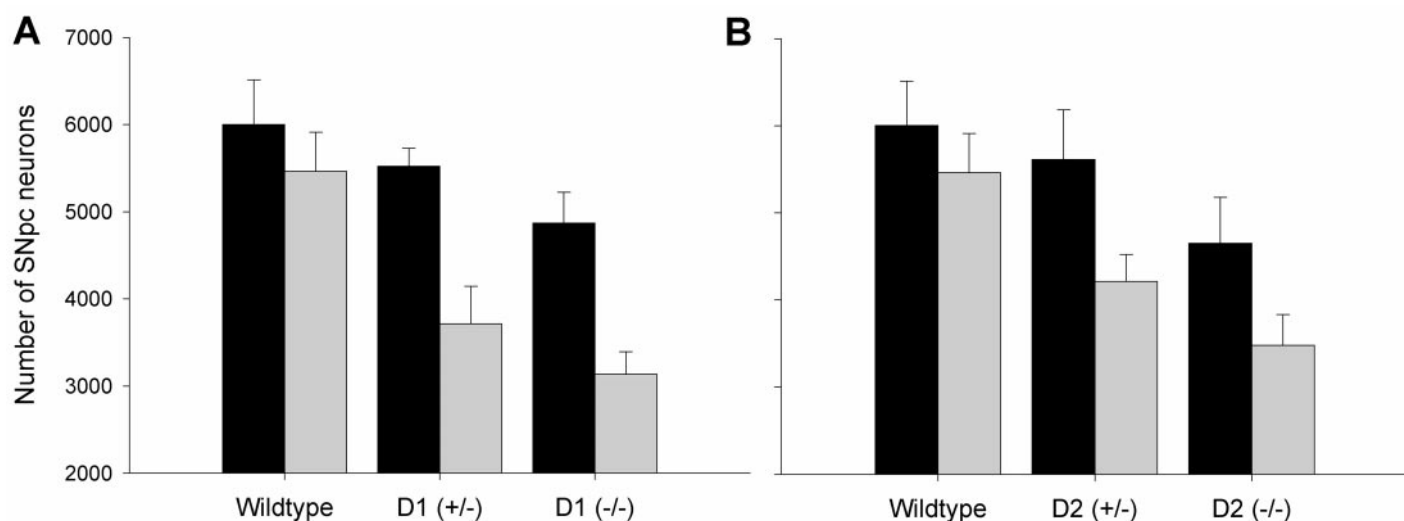 A
B
Number of SNpc neurons
7000
6000
5000
4000
3000
2000
Wildtype D1 (+/-) D1 (-/-)
Wildtype D2 (+/-) D2 (-/-)